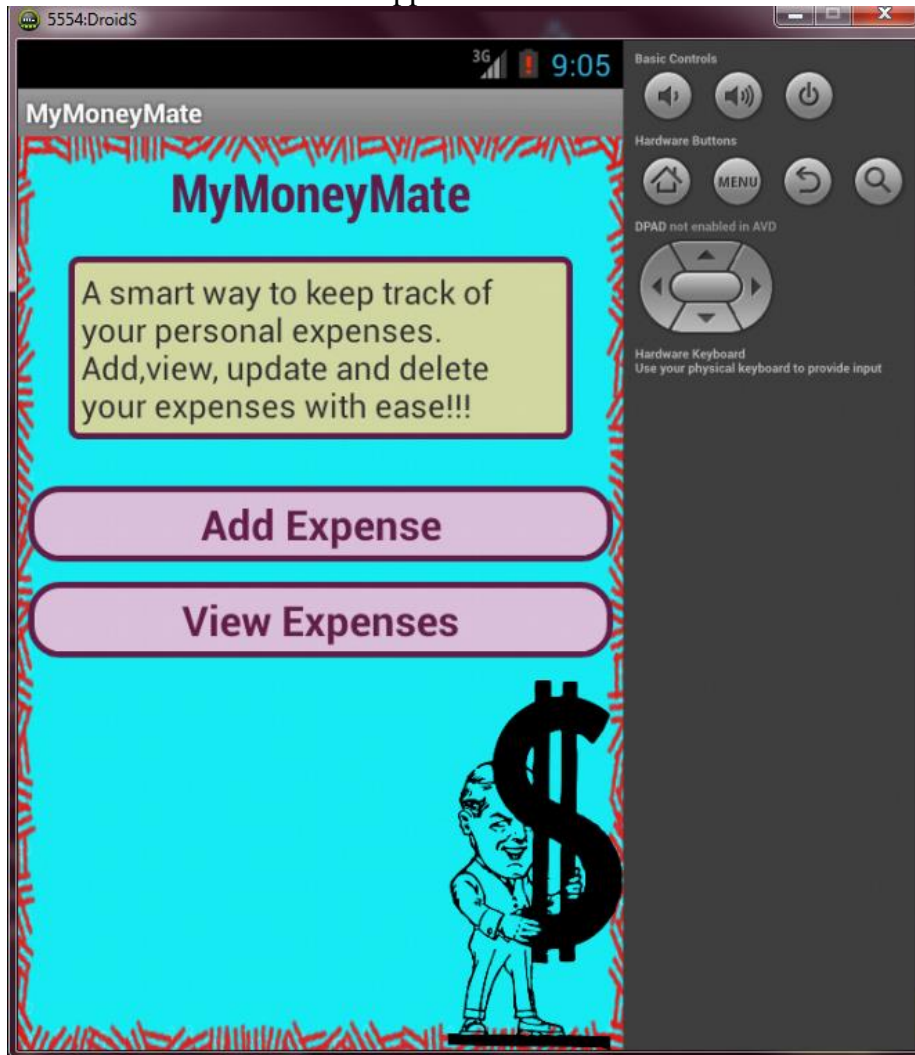 5554:DroidS
3G 9:05
MyMoneyMate
MyMoneyMate
A smart way to keep track of
your personal expenses.
Add,view, update and delete
your expenses with ease!!!
Add Expense
View Expenses
$
Basic Controls
Hardware Buttons
MENU
DPAD not enabled in AVD
Hardware Keyboard
Use your physical keyboard to provide input